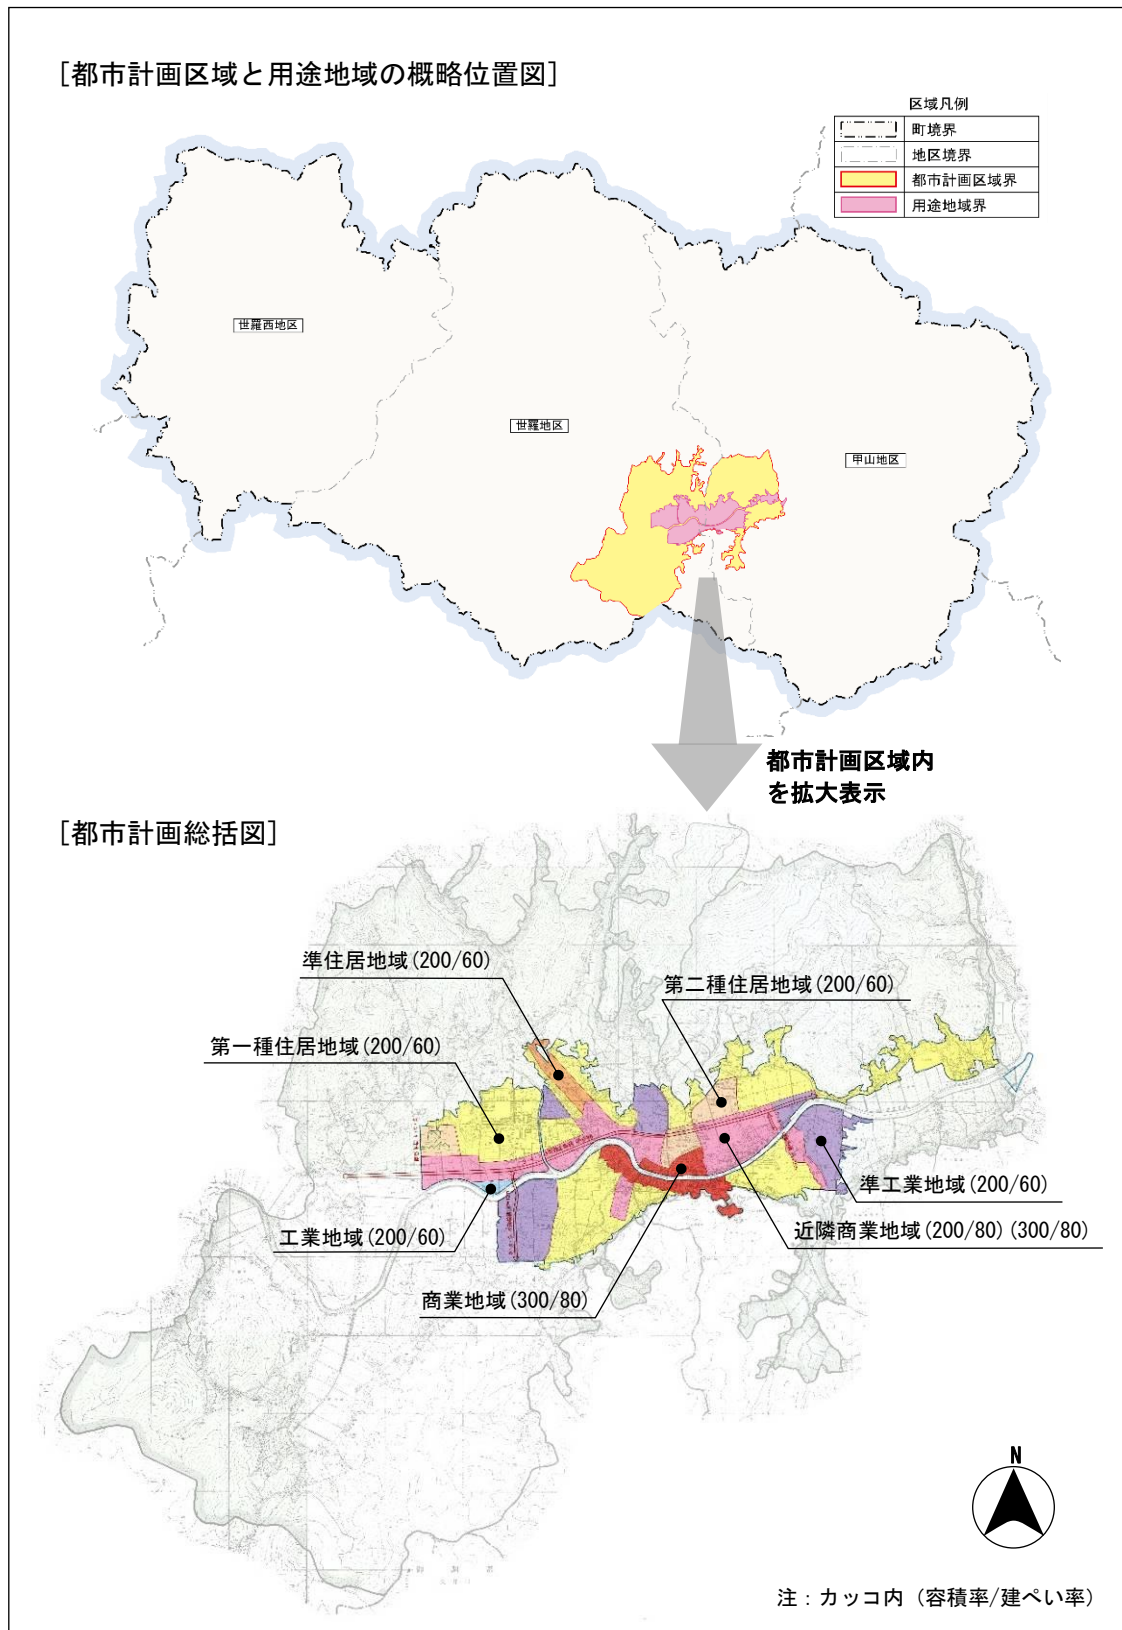 [都市計画区域と用途地域の概略位置図]
区域凡例
町境界
地区境界
都市計画区域界
用途地域界
世羅西地区
世羅地区
甲山地区
都市計画区域内
を拡大表示
[都市計画総括図]
準住居地域(200/60)
第二種住居地域(200/60)
第一種住居地域(200/60)
準工業地域(200/60)
工業地域(200/60)
近隣商業地域(200/80)(300/80)
商業地域(300/80)
N
注：カッコ内（容積率/建ぺい率）